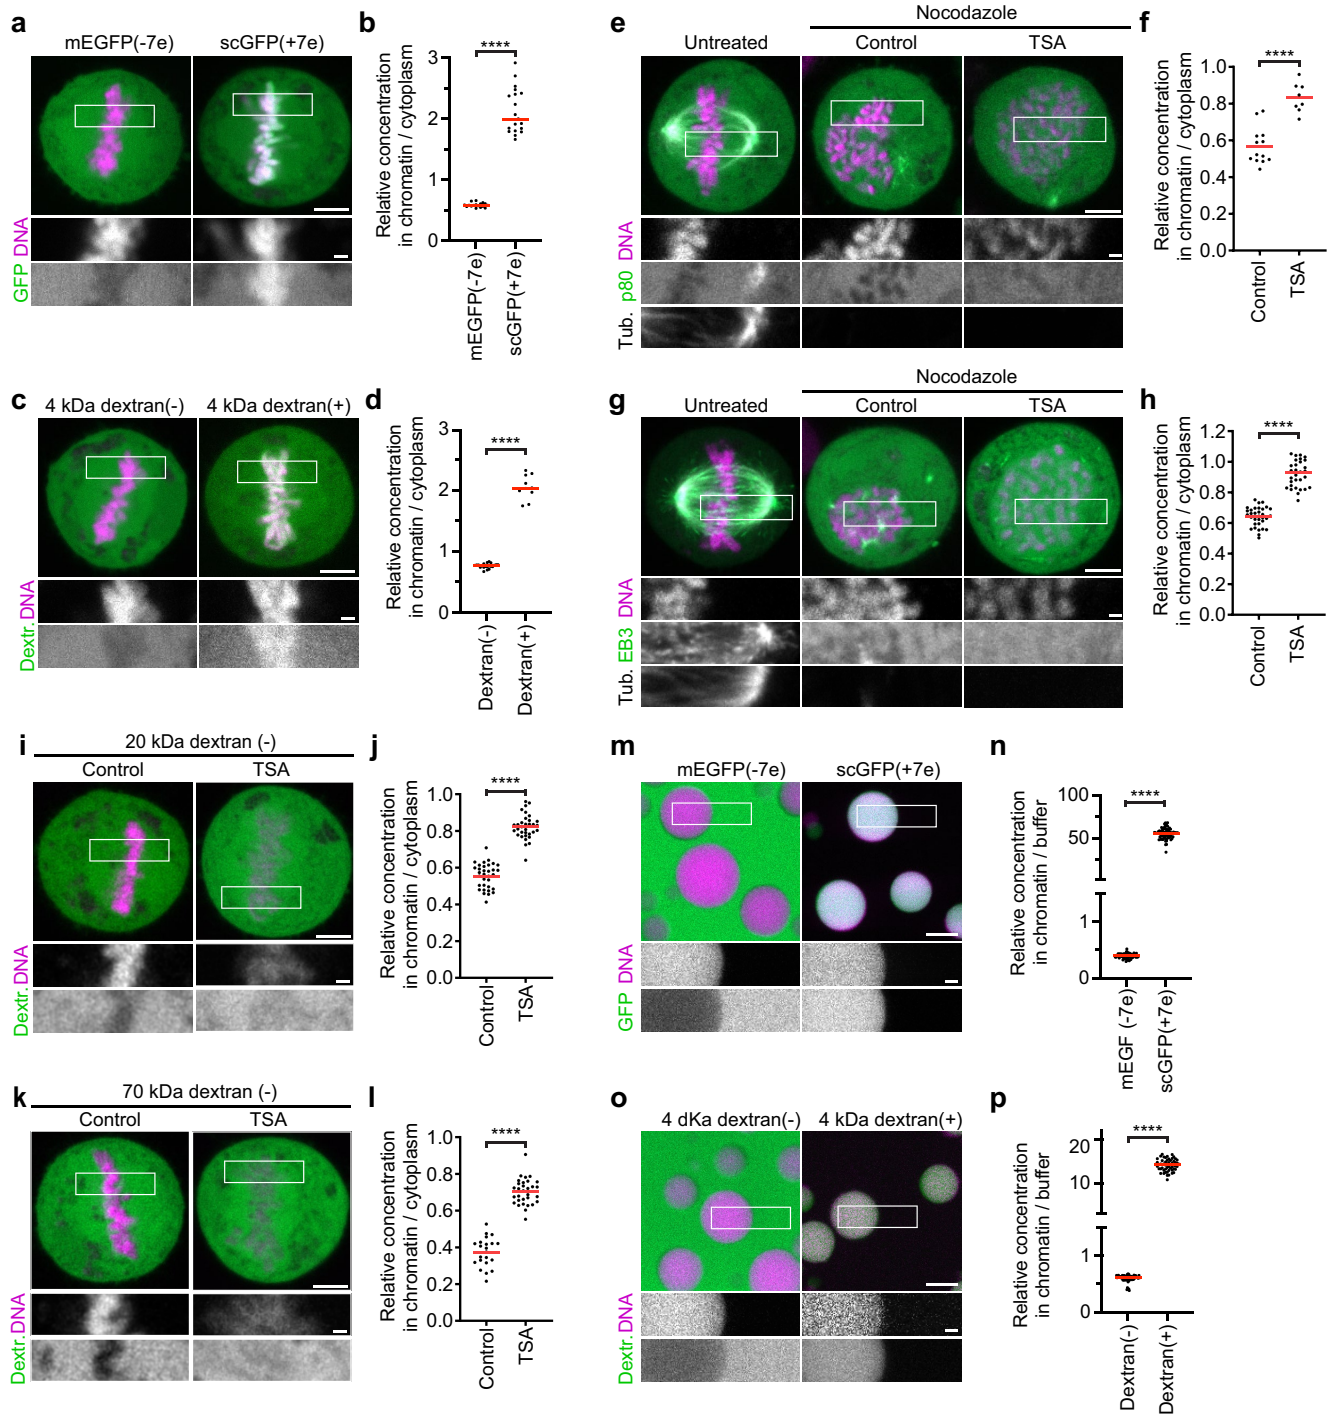 a
mEGFP(-7e)
scGFP(+7e)
GFP DNA
b
Relative concentration
in chromatin / cytoplasm
3
2
1
0
****
mEGFP(-7e)
scGFP(+7e)
c
4 kDa dextran(-)
4 kDa dextran(+)
Dextr. DNA
d
Relative concentration
in chromatin / cytoplasm
3
2
1
0
****
Dextran(-)
Dextran(+)
e
Nocodazole
Untreated
Control
TSA
Tub. p80 DNA
f
Relative concentration
in chromatin / cytoplasm
1.0
0.8
0.6
0.4
0.2
0.0
****
Control
TSA
g
Nocodazole
Untreated
Control
TSA
Tub. EB3 DNA
h
Relative concentration
in chromatin / cytoplasm
1.2
1.0
0.8
0.6
0.4
0.2
0.0
****
Control
TSA
i
20 kDa dextran (-)
Control
TSA
Dextr. DNA
j
Relative concentration
in chromatin / cytoplasm
1.0
0.8
0.6
0.4
0.2
0.0
****
Control
TSA
k
70 kDa dextran (-)
Control
TSA
Dextr. DNA
l
Relative concentration
in chromatin / cytoplasm
1.0
0.8
0.6
0.4
0.2
0.0
****
Control
TSA
m
mEGFP(-7e)
scGFP(+7e)
GFP DNA
n
Relative concentration
in chromatin / buffer
100
50
1
0
****
mEGF (-7e)
scGFP(+7e)
o
4 dKa dextran(-)
4 kDa dextran(+)
Dextr. DNA
p
Relative concentration
in chromatin / buffer
20
10
1
0
****
Dextran(-)
Dextran(+)